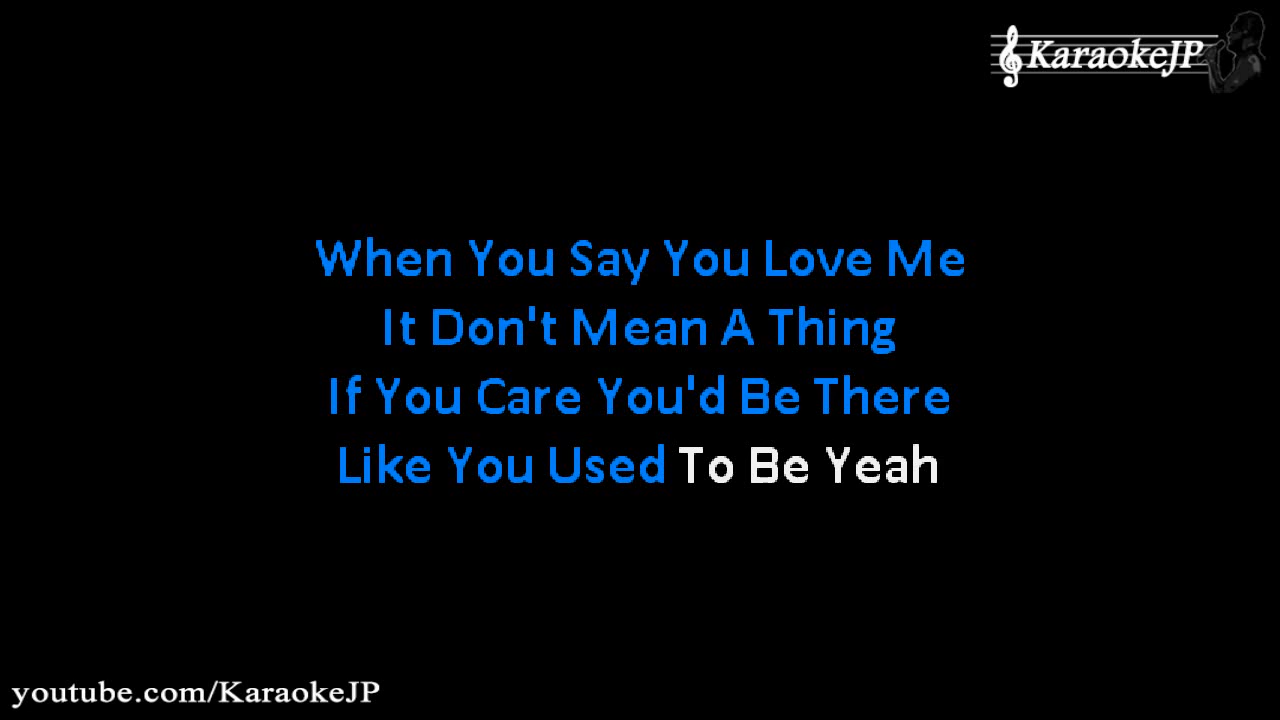 KaraokeJP
When You Say You Love Me
It Don't Mean A Thing
If You Care You'd Be There
Like You Used To Be Yeah
youtube.com/KaraokeJP